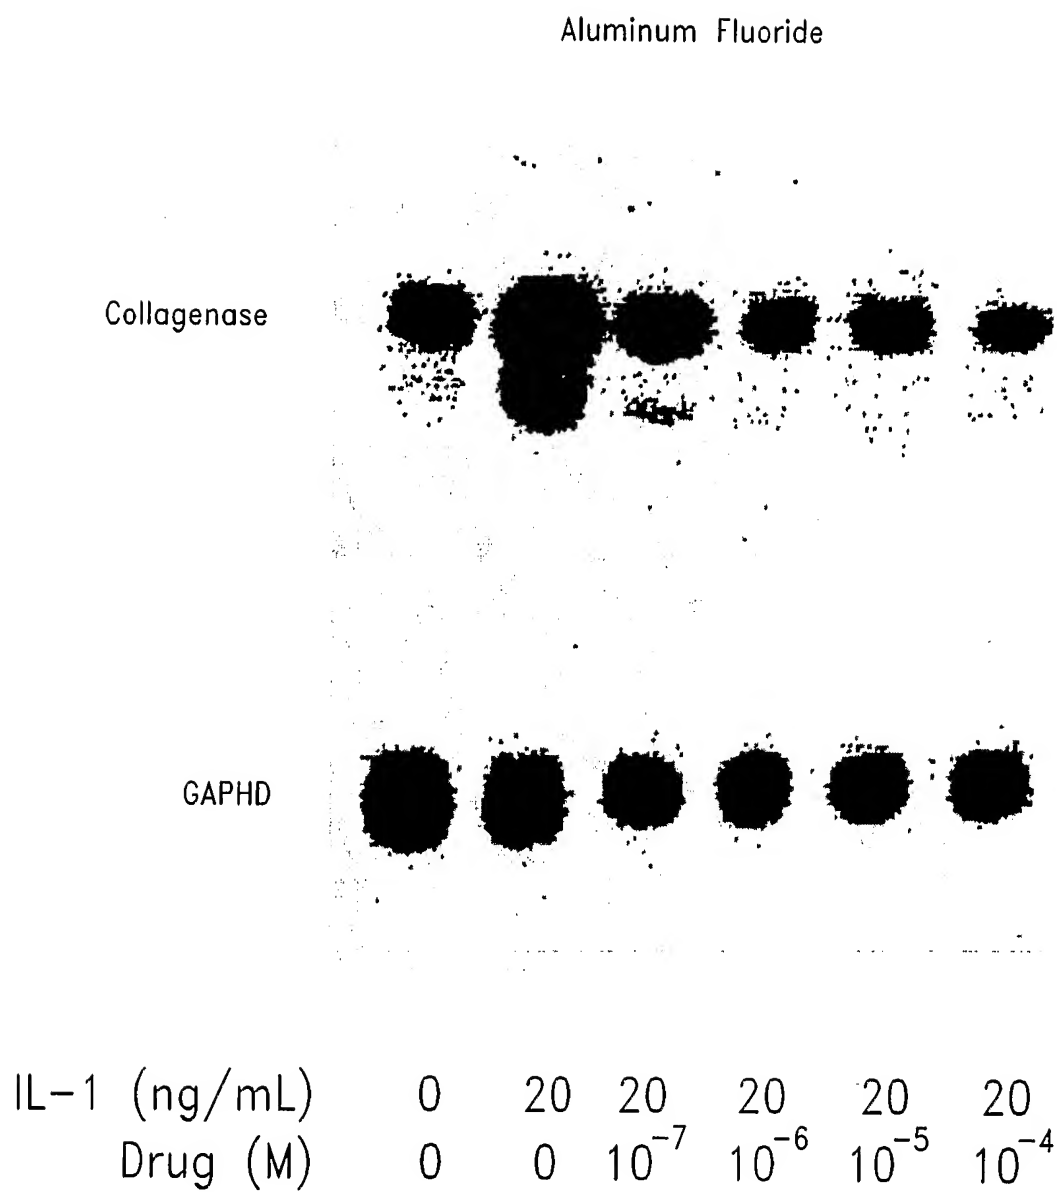 Aluminum Fluoride
Collagenase
GAPHD
IL-1 (ng/mL) 0 20 20 20 20 20
Drug (M) 0 0 10⁻⁷ 10⁻⁶ 10⁻⁵ 10⁻⁴